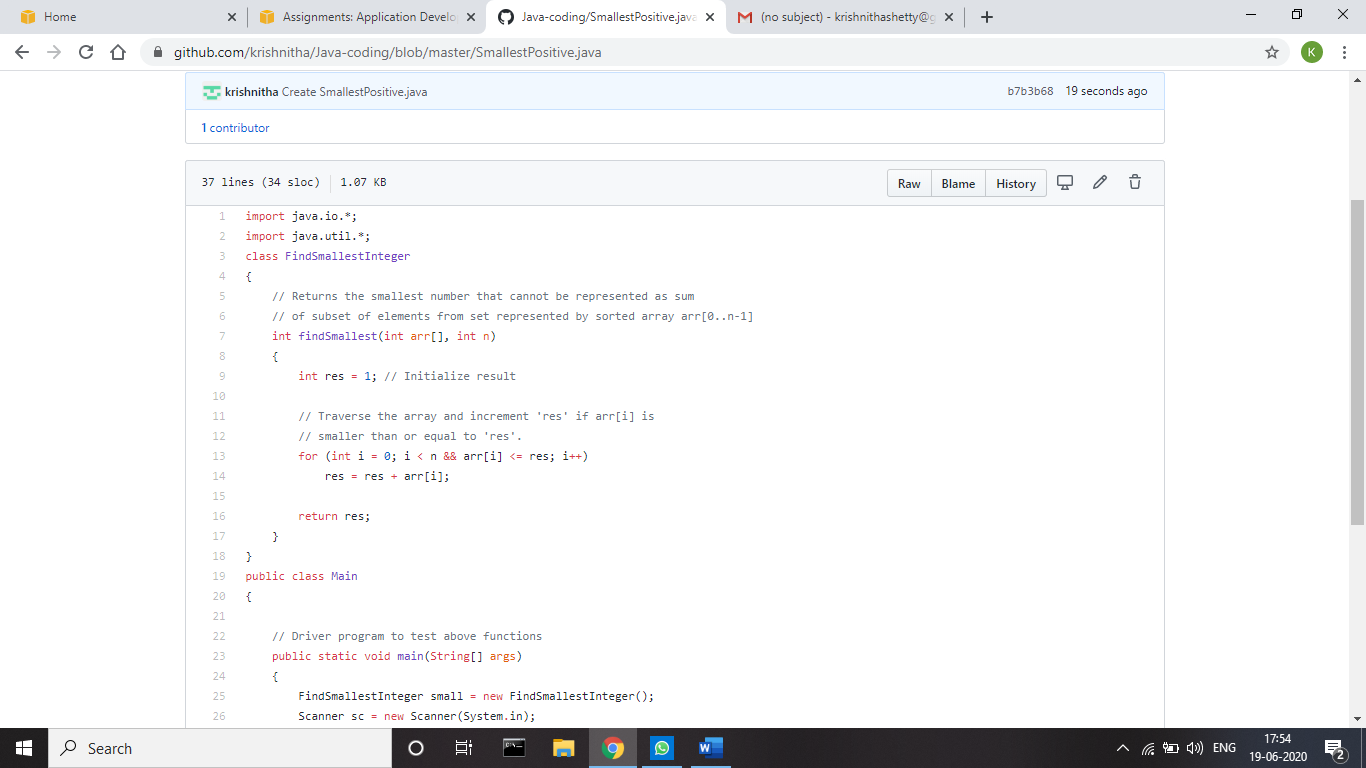 Home
Assignments: Application Develo
Java-coding/SmallestPositive.java
(no subject) - krishnithashetty@g
github.com/krishnitha/Java-coding/blob/master/SmallestPositive.java
K
krishnitha Create SmallestPositive.java
b7b3b68 19 seconds ago
1 contributor
37 lines (34 sloc) 1.07 KB
Raw Blame History
1 import java.io.*;
2 import java.util.*;
3 class FindSmallestInteger
4 {
5 // Returns the smallest number that cannot be represented as sum
6 // of subset of elements from set represented by sorted array arr[0..n-1]
7 int findSmallest(int arr[], int n)
8 {
9 int res = 1; // Initialize result
10
11 // Traverse the array and increment 'res' if arr[i] is
12 // smaller than or equal to 'res'.
13 for (int i = 0; i < n && arr[i] <= res; i++)
14 res = res + arr[i];
15
16 return res;
17 }
18 }
19 public class Main
20 {
21
22 // Driver program to test above functions
23 public static void main(String[] args)
24 {
25 FindSmallestInteger small = new FindSmallestInteger();
26 Scanner sc = new Scanner(System.in);
Search
ENG
17:54
19-06-2020
2